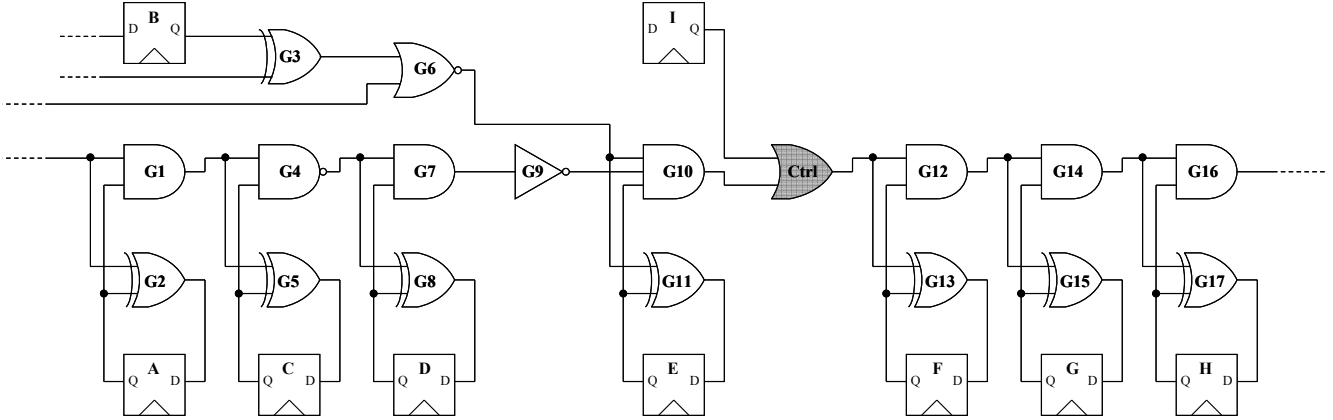 B I
D Q D Q
G3
G6
G1 G4 G7 G9 G10 Ctrl G12 G14 G16
G2 G5 G8 G11 G13 G15 G17
A C D E F G H
Q D Q D Q D Q D Q D Q D Q D